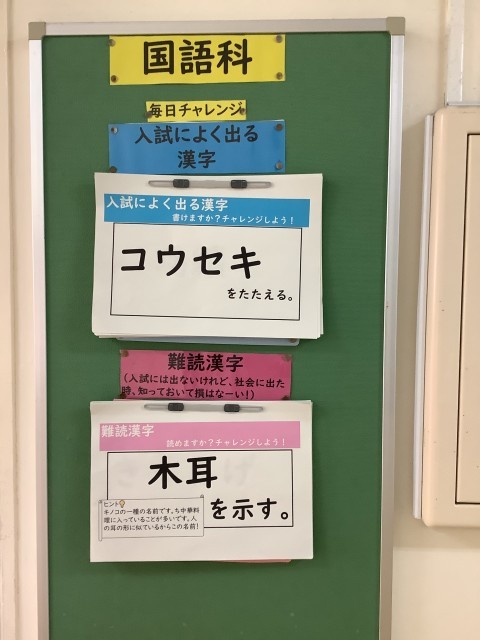 国語科
毎日チャレンジ
入試によく出る
漢字
入試によく出る漢字
書けますか?チャレンジしよう!
コウセキ
をたたえる。
難読漢字
(入試には出ないけれど、社会に出た
時、知っておいて損はなーい!)
難読漢字
読めますか?チャレンジしよう!
木耳
を示す。
ヒント
キノコの一種の名前です。ち中華料
理に入っていることが多いです。人
の耳の形に似ているからこの名前!